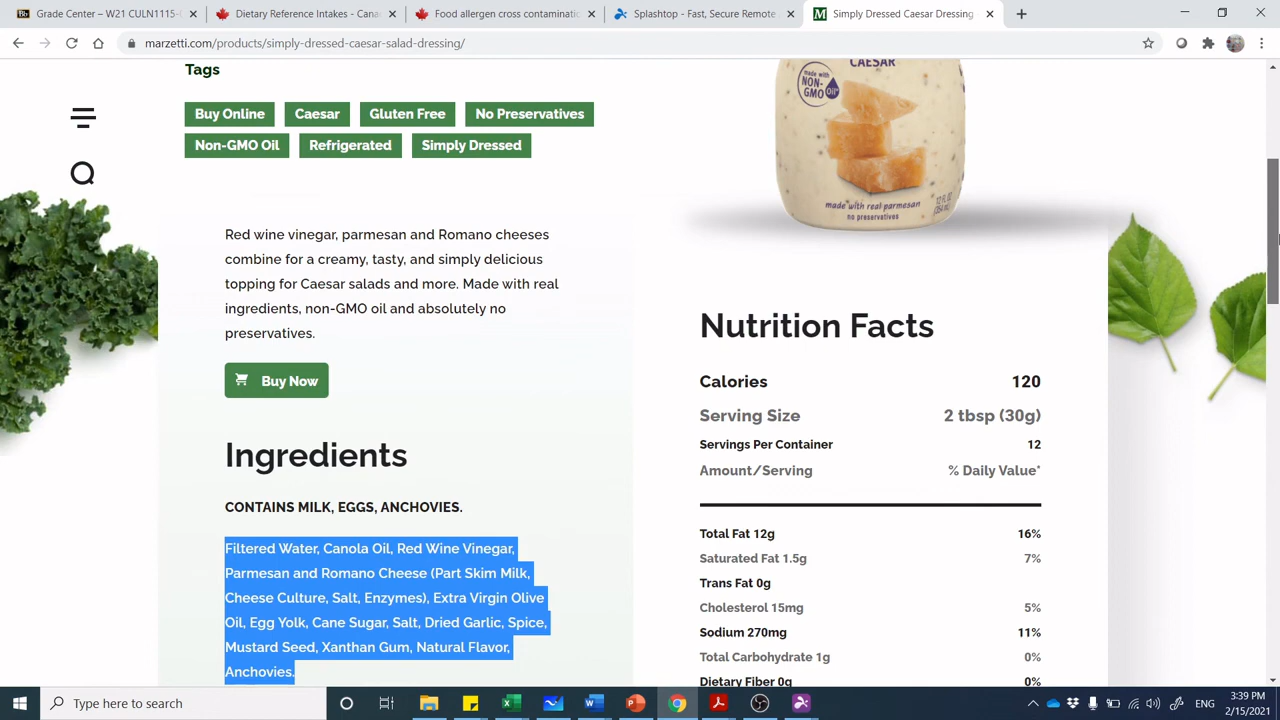 Grade Center – W21 CULN1115-
Dietary Reference Intakes - Cana
Food allergen cross contaminatio
Splashtop - Fast, Secure Remote
Simply Dressed Caesar Dressing
marzetti.com/products/simply-dressed-caesar-salad-dressing/
Tags
Buy Online
Caesar
Gluten Free
No Preservatives
Non-GMO Oil
Refrigerated
Simply Dressed
CAESAR
made with
NON-
GMO
Oil*
made with real parmesan
no preservatives
12 FL OZ
(354 mL)
Red wine vinegar, parmesan and Romano cheeses
combine for a creamy, tasty, and simply delicious
topping for Caesar salads and more. Made with real
ingredients, non-GMO oil and absolutely no
preservatives.
Buy Now
Ingredients
CONTAINS MILK, EGGS, ANCHOVIES.
Filtered Water, Canola Oil, Red Wine Vinegar,
Parmesan and Romano Cheese (Part Skim Milk,
Cheese Culture, Salt, Enzymes), Extra Virgin Olive
Oil, Egg Yolk, Cane Sugar, Salt, Dried Garlic, Spice,
Mustard Seed, Xanthan Gum, Natural Flavor,
Anchovies.
Nutrition Facts
Calories 120
Serving Size 2 tbsp (30g)
Servings Per Container 12
Amount/Serving % Daily Value*
Total Fat 12g 16%
Saturated Fat 1.5g 7%
Trans Fat 0g
Cholesterol 15mg 5%
Sodium 270mg 11%
Total Carbohydrate 1g 0%
Dietary Fiber 0g 0%
Type here to search
ENG
3:39 PM
2/15/2021